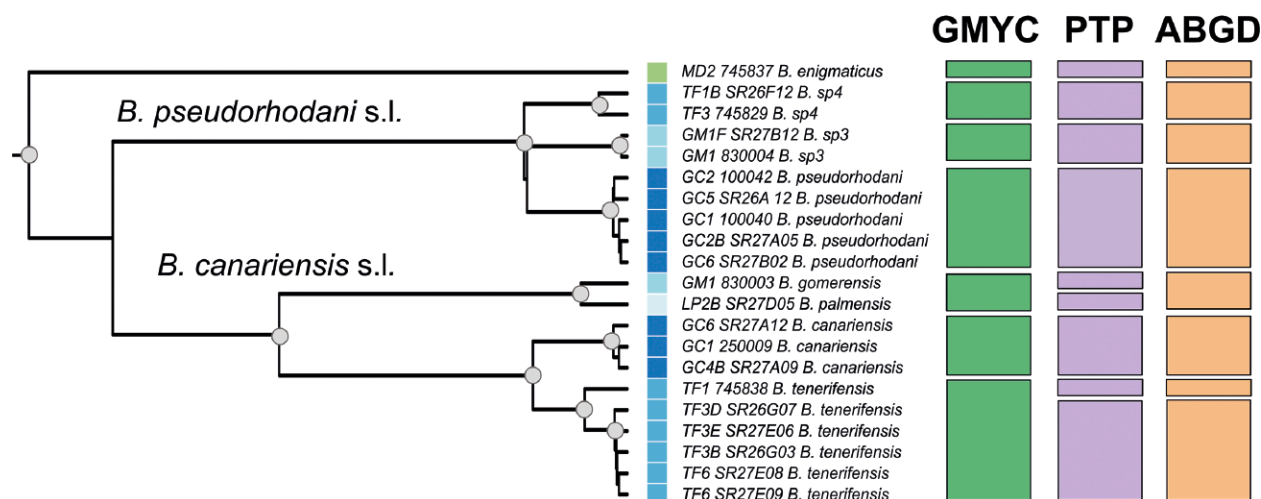 GMYC PTP ABGD
MD2 745837 B. enigmaticus
TF1B SR26F12 B. sp4
B. pseudorhodani s.l.
TF3 745829 B. sp4
GM1F SR27B12 B. sp3
GM1 830004 B. sp3
GC2 100042 B. pseudorhodani
GC5 SR26A 12 B. pseudorhodani
GC1 100040 B. pseudorhodani
GC2B SR27A05 B. pseudorhodani
GC6 SR27B02 B. pseudorhodani
B. canariensis s.l.
GM1 830003 B. gomerensis
LP2B SR27D05 B. palmensis
GC6 SR27A12 B. canariensis
GC1 250009 B. canariensis
GC4B SR27A09 B. canariensis
TF1 745838 B. tenerifensis
TF3D SR26G07 B. tenerifensis
TF3E SR27E06 B. tenerifensis
TF3B SR26G03 B. tenerifensis
TF6 SR27E08 B. tenerifensis
TF6 SR27E09 B. tenerifensis